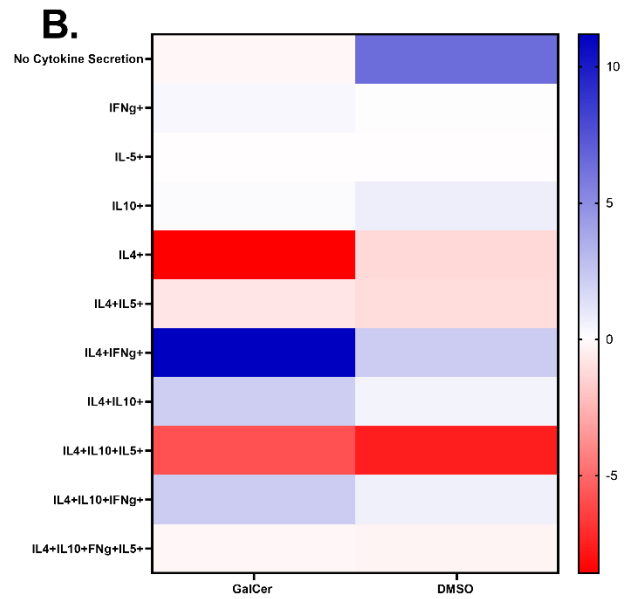 B.
No Cytokine Secretion
IFNg+
IL-5+
IL10+
IL4+
IL4+IL5+
IL4+IFNg+
IL4+IL10+
IL4+IL10+IL5+
IL4+IL10+IFNg+
IL4+IL10+FNg+IL5+
GalCer DMSO
10
5
0
-5